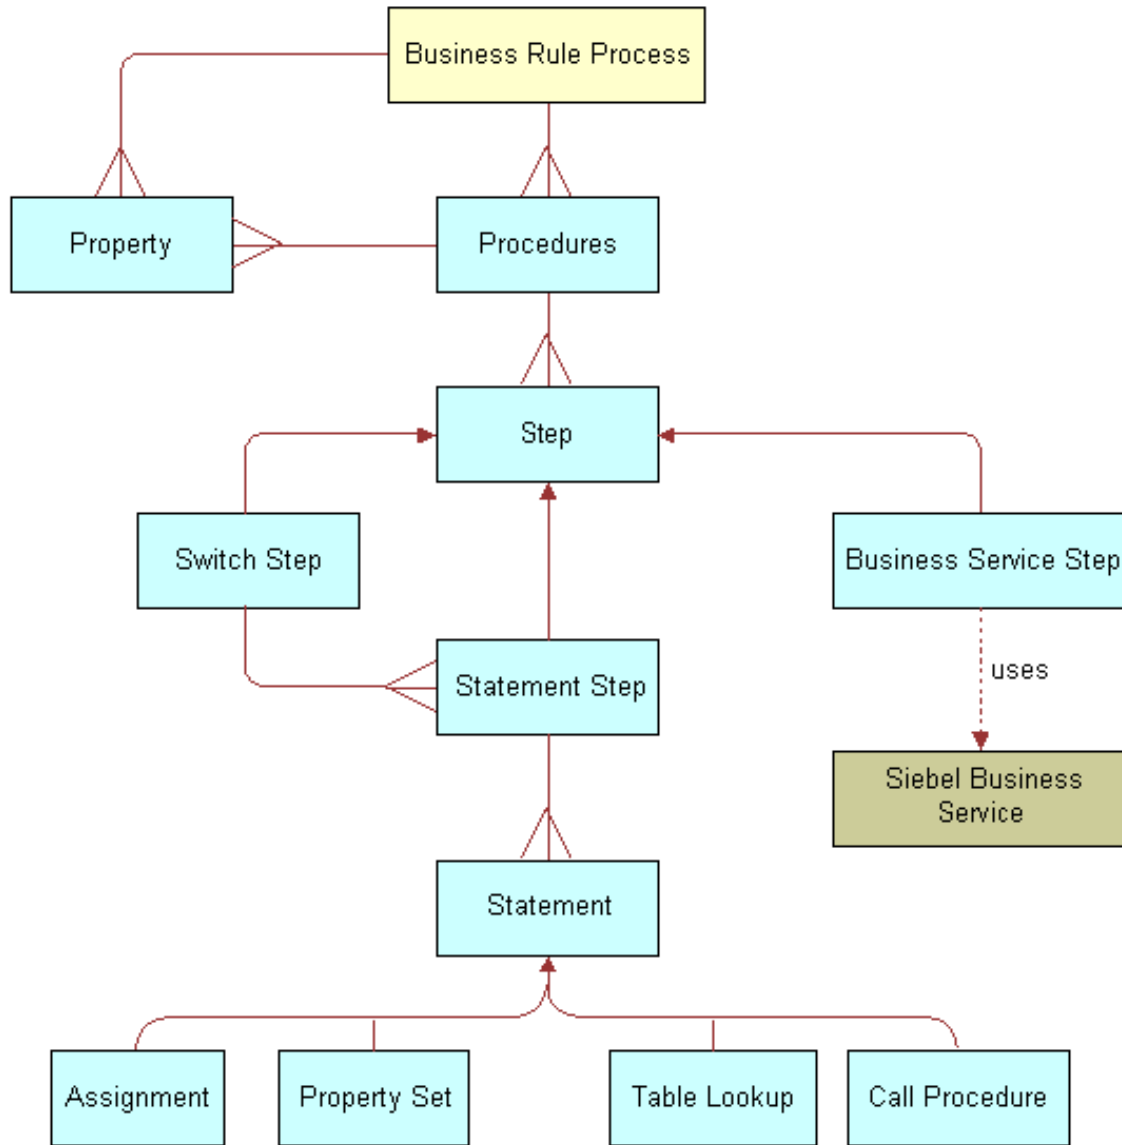 Business Rule Process
Property
Procedures
Step
Switch Step
Business Service Step
Statement Step
uses
Siebel Business
Service
Statement
Assignment
Property Set
Table Lookup
Call Procedure